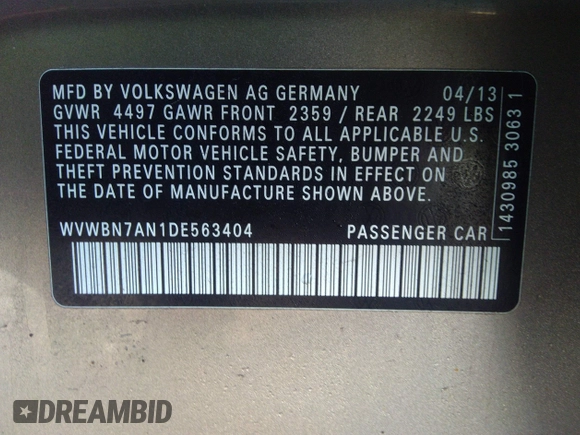 MFD BY VOLKSWAGEN AG GERMANY 04/13
GVWR 4497 GAWR FRONT 2359 / REAR 2249 LBS
THIS VEHICLE CONFORMS TO ALL APPLICABLE U.S.
FEDERAL MOTOR VEHICLE SAFETY, BUMPER AND
THEFT PREVENTION STANDARDS IN EFFECT ON
THE DATE OF MANUFACTURE SHOWN ABOVE.
WVWBN7AN1DE563404 PASSENGER CAR
1430985 3063 1
DREAMBID